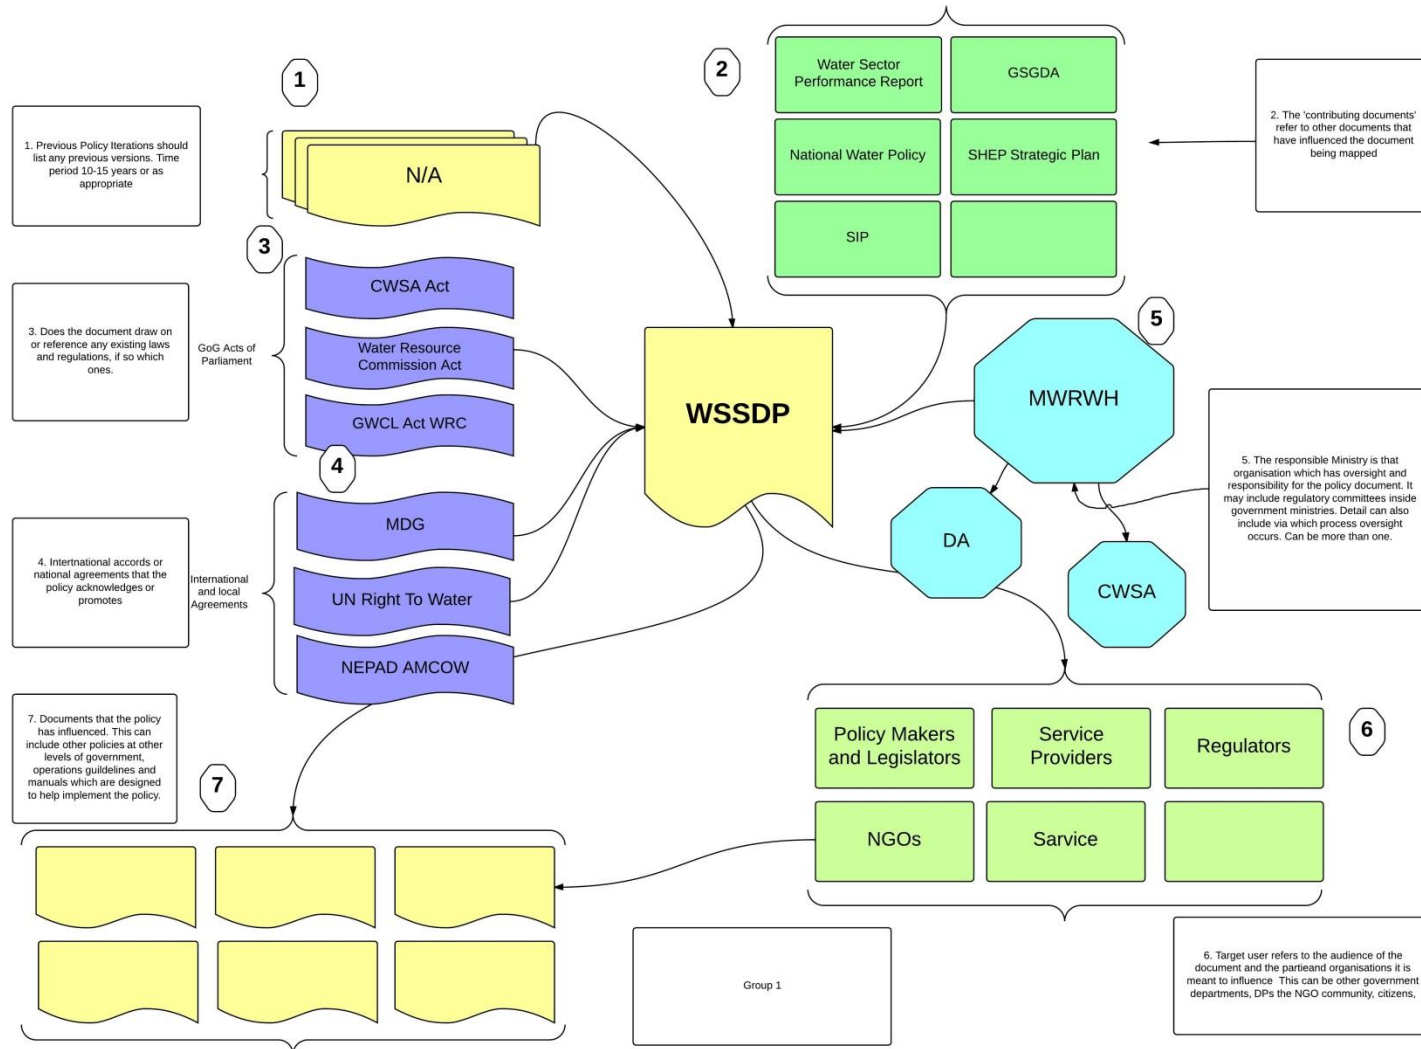 1
2
Water Sector
Performance Report
GSGDA
National Water Policy
SHEP Strategic Plan
SIP
2. The 'contributing documents'
refer to other documents that
have influenced the document
being mapped
1. Previous Policy Iterations should
list any previous versions. Time
period 10-15 years or as
appropriate
N/A
3
3. Does the document draw on
or reference any existing laws
and regulations, if so which
ones.
GoG Acts of
Parliament
CWSA Act
Water Resource
Commission Act
GWCL Act WRC
WSSDP
5
MWRWH
DA
CWSA
5. The responsible Ministry is that
organisation which has oversight and
responsibility for the policy document. It
may include regulatory committees inside
government ministries. Detail can also
include via which process oversight
occurs. Can be more than one.
4
4. Intertnational accords or
national agreements that the
policy acknowledges or
promotes
International
and local
Agreements
MDG
UN Right To Water
NEPAD AMCOW
7. Documents that the policy
has influenced. This can
include other policies at other
levels of government,
operations guildelines and
manuals which are designed
to help implement the policy.
7
Policy Makers
and Legislators
Service
Providers
Regulators
6
NGOs
Sarvice
Group 1
6. Target user refers to the audience of the
document and the partieand organisations it is
meant to influence  This can be other government
departments, DPs the NGO community, citizens,